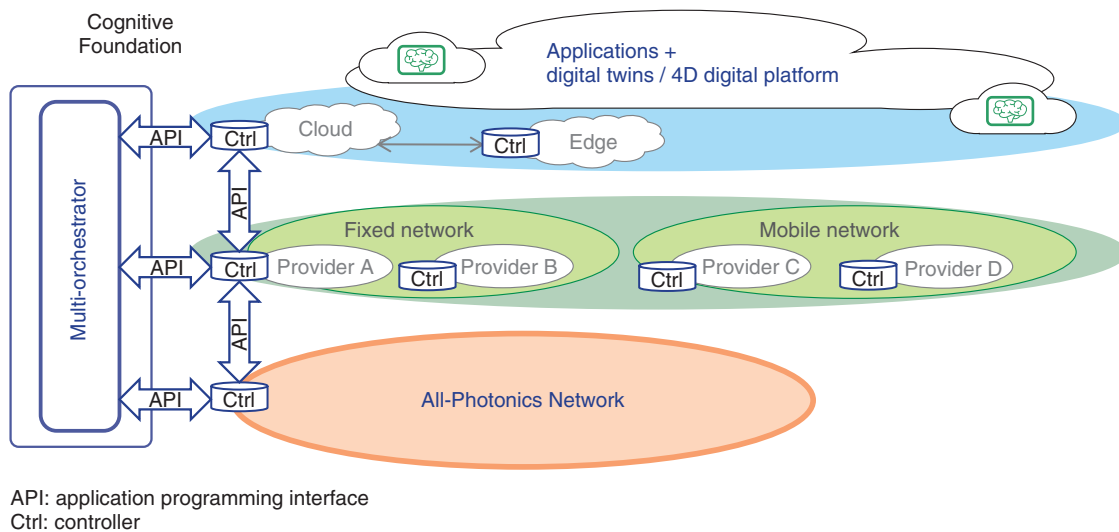 Cognitive
Foundation
Applications +
digital twins / 4D digital platform
Multi-orchestrator
API
Ctrl
Cloud
Ctrl
Edge
API
Fixed network
Mobile network
API
Ctrl
Provider A
Ctrl
Provider B
Ctrl
Provider C
Ctrl
Provider D
API
API
Ctrl
All-Photonics Network
API: application programming interface
Ctrl: controller